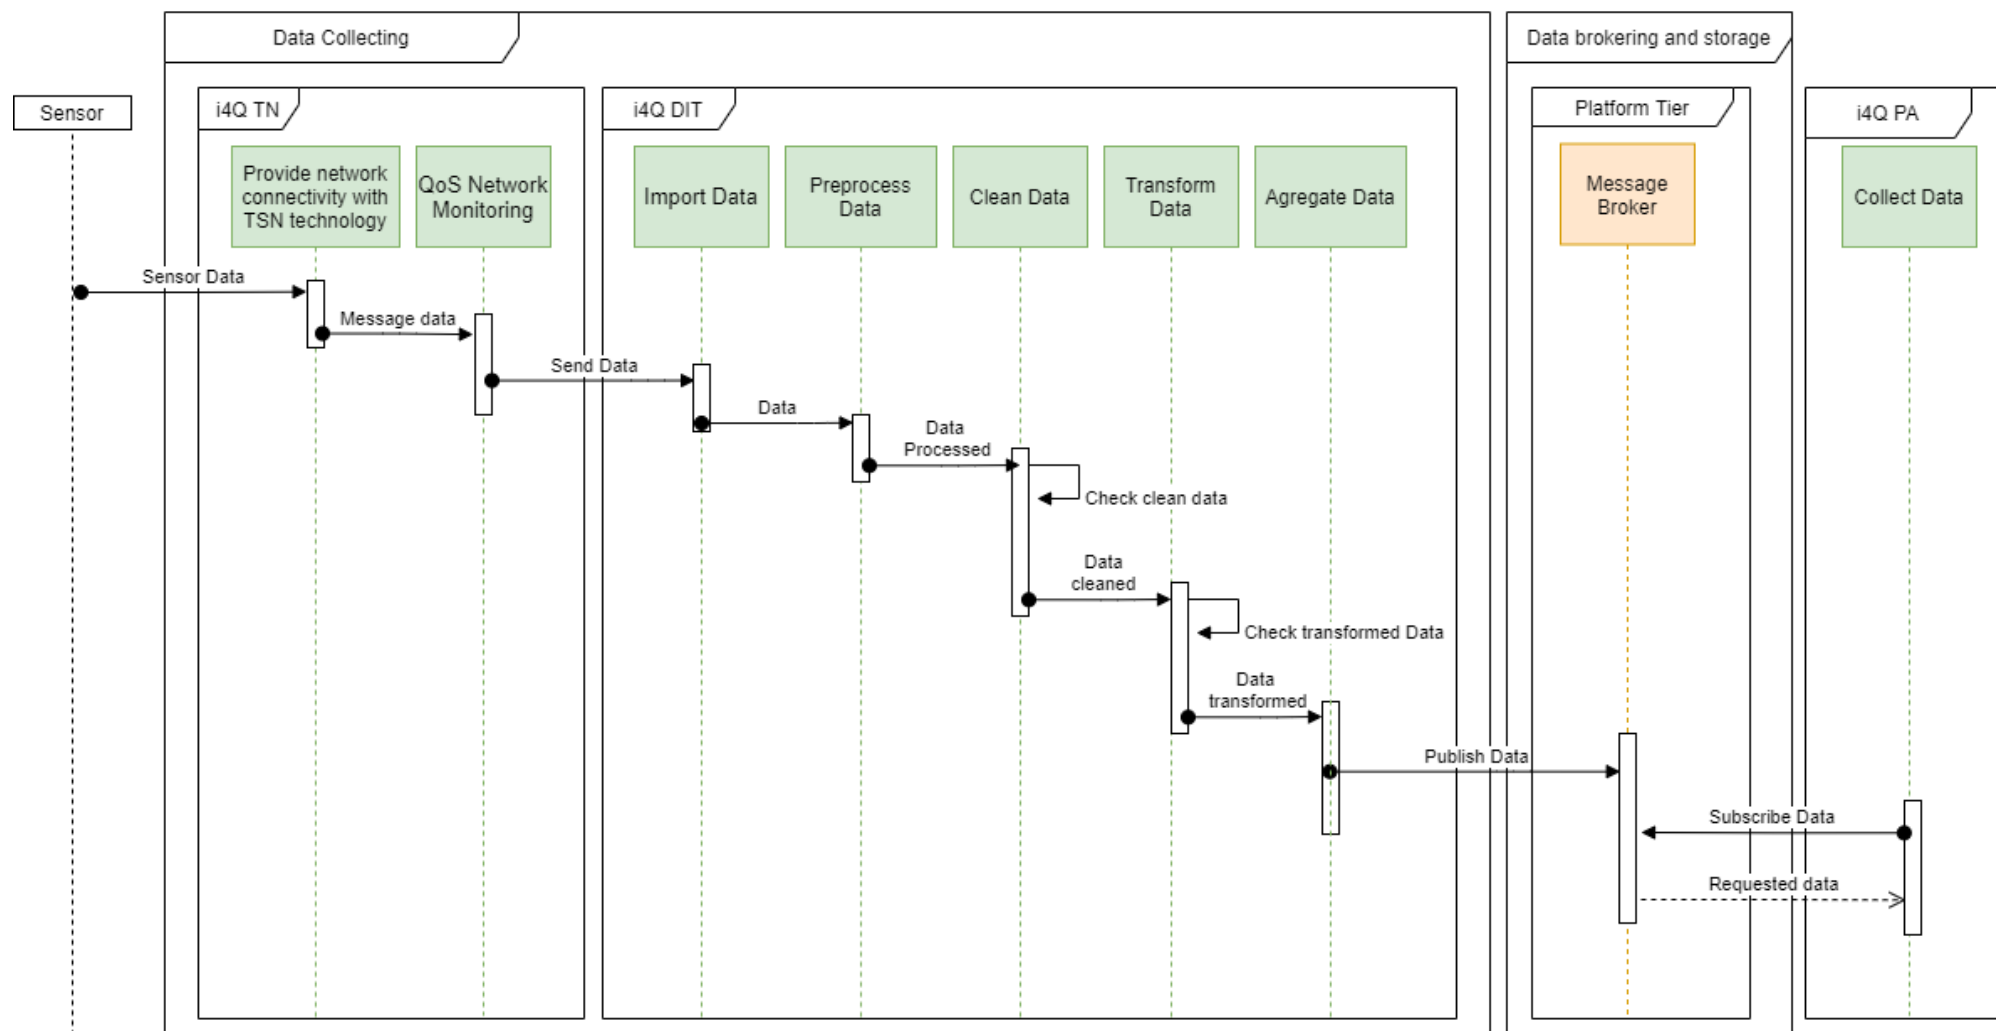 Data Collecting
Data brokering and storage
Sensor
i4Q TN
i4Q DIT
Platform Tier
i4Q PA
Provide network
connectivity with
TSN technology
QoS Network
Monitoring
Import Data
Preprocess
Data
Clean Data
Transform
Data
Agregate Data
Message
Broker
Collect Data
Sensor Data
Message data
Send Data
Data
Data
Processed
Check clean data
Data
cleaned
Check transformed Data
Data
transformed
Publish Data
Subscribe Data
Requested data